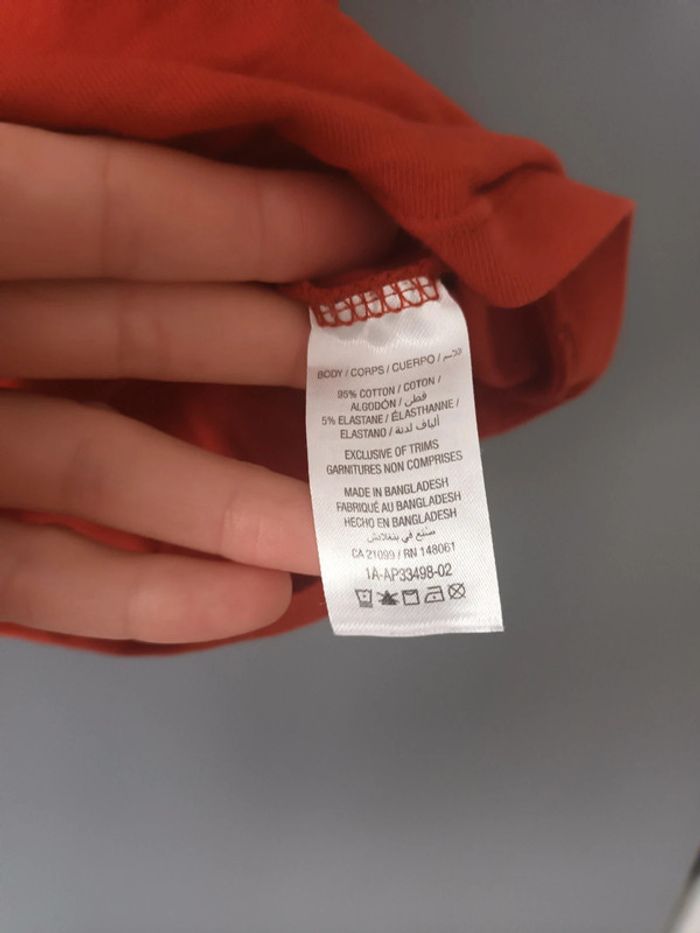 BODY / CORPS / CUERPO / الجسم
95% COTTON / COTON /
ALGODÓN / قطن
5% ELASTANE / ÉLASTHANNE /
ELASTANO / ألياف لدنة
EXCLUSIVE OF TRIMS
GARNITURES NON COMPRISES
MADE IN BANGLADESH
FABRIQUÉ AU BANGLADESH
HECHO EN BANGLADESH
صنع في بنغلادش
CA 21099 / RN 148061
1A-AP33498-02